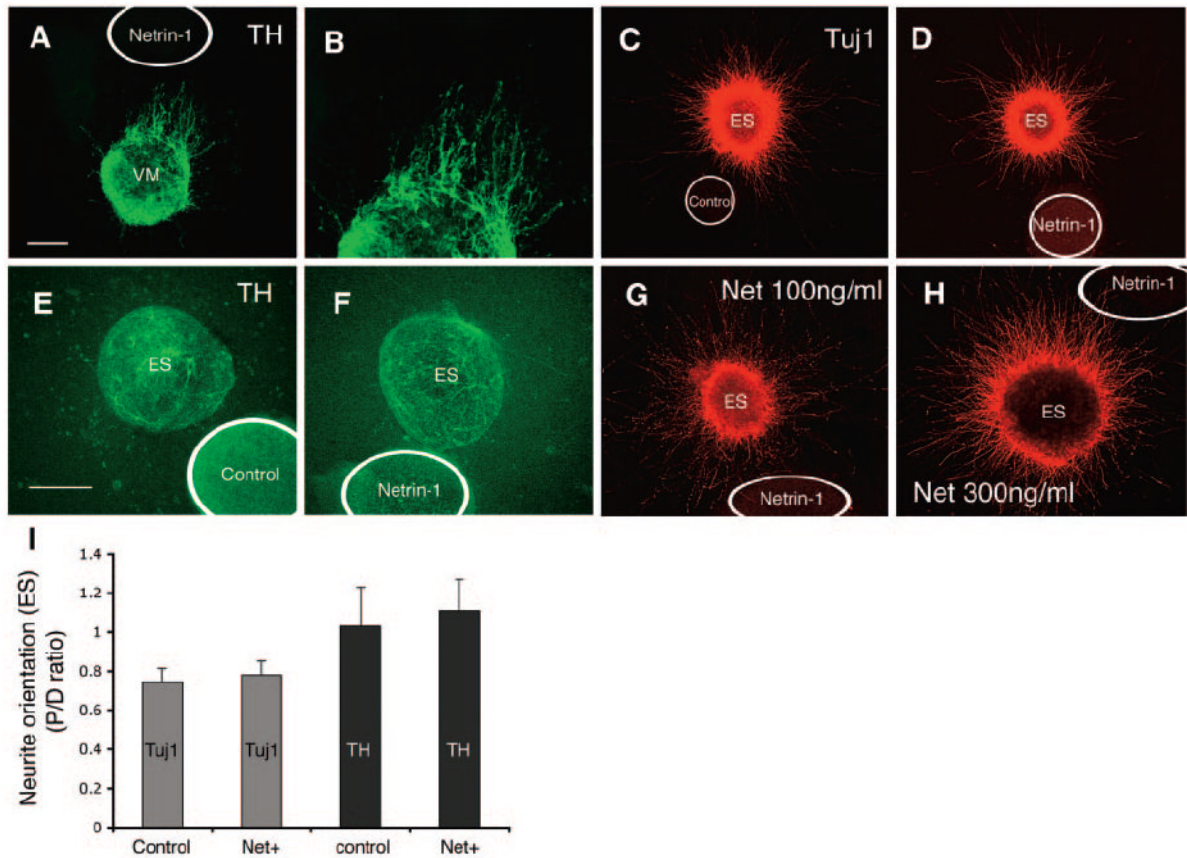 A
Netrin-1
TH
VM
B
C
Tuj1
ES
Control
D
ES
Netrin-1
E
TH
ES
Control
F
ES
Netrin-1
G
Net 100ng/ml
ES
Netrin-1
H
Netrin-1
ES
Net 300ng/ml
I
Neurite orientation (ES)
(P/D ratio)
1.4
1.2
1
0.8
0.6
0.4
0.2
0
Tuj1
Tuj1
TH
TH
Control
Net+
control
Net+